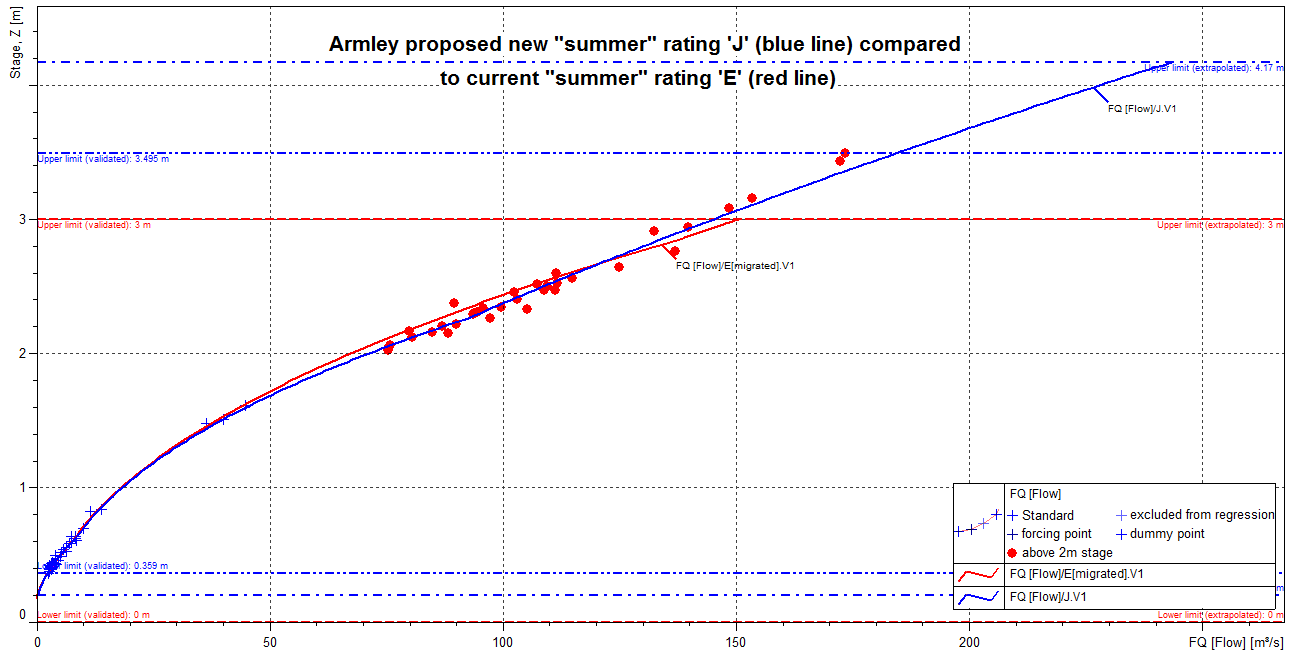 Stage, Z [m]
Armley proposed new "summer" rating 'J' (blue line) compared
to current "summer" rating 'E' (red line)
Upper limit (extrapolated): 4.17 m
FQ [Flow]/J.V1
Upper limit (validated): 3.495 m
3
Upper limit (validated): 3 m
Upper limit (extrapolated): 3 m
FQ [Flow]/E[migrated].V1
2
1
FQ [Flow]
Standard
excluded from regression
forcing point
dummy point
above 2m stage
Lower limit (validated): 0.359 m
FQ [Flow]/E[migrated].V1
m
FQ [Flow]/J.V1
0
Lower limit (validated): 0 m
Lower limit (extrapolated): 0 m
0
50
100
150
200
FQ [Flow] [m³/s]